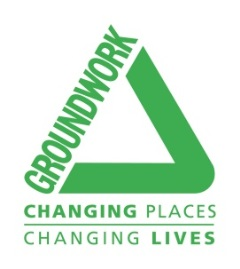 GROUNDWORK
CHANGING PLACES
CHANGING LIVES